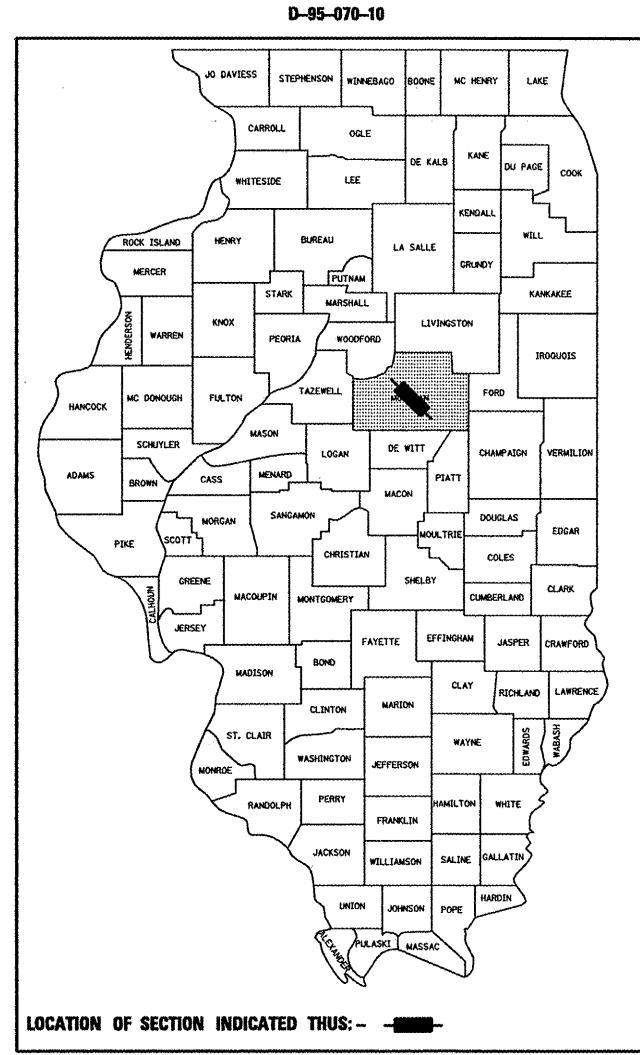 D-95-070-10
JO DAVIESS STEPHENSON WINNEBAGO BOONE MC HENRY LAKE
CARROLL OGLE DE KALB KANE DU PAGE COOK
WHITESIDE LEE
KENDALL
ROCK ISLAND HENRY BUREAU LA SALLE WILL
MERCER PUTNAM GRUNDY
STARK MARSHALL KANKAKEE
HENDERSON WARREN KNOX PEORIA LIVINGSTON
WOODFORD IROQUOIS
HANCOCK MC DONOUGH FULTON TAZEWELL FORD
MASON
SCHUYLER LOGAN DE WITT CHAMPAIGN VERMILION
ADAMS BROWN CASS MENARD PIATT
MACON
MORGAN SANGAMON DOUGLAS
PIKE SCOTT CHRISTIAN MOULTRIE EDGAR
COLES
GREENE SHELBY
CALHOUN MACOUPIN MONTGOMERY CUMBERLAND CLARK
JERSEY
FAYETTE EFFINGHAM JASPER CRAWFORD
BOND
MADISON CLAY RICHLAND LAWRENCE
CLINTON MARION
ST. CLAIR WAYNE EDWARDS WABASH
WASHINGTON JEFFERSON
MONROE
RANDOLPH PERRY HAMILTON WHITE
FRANKLIN
JACKSON WILLIAMSON SALINE GALLATIN
UNION JOHNSON POPE HARDIN
ALEXANDER PULASKI MASSAC
LOCATION OF SECTION INDICATED THUS:-